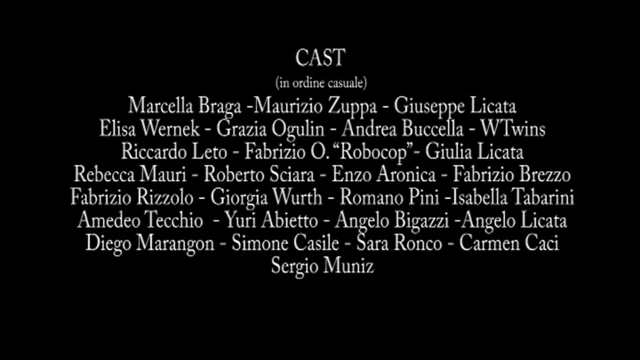 CAST
(in ordine casuale)
Marcella Braga -Maurizio Zuppa - Giuseppe Licata
Elisa Wernek - Grazia Ogulin - Andrea Buccella - WTwins
Riccardo Leto - Fabrizio O. “Robocop”- Giulia Licata
Rebecca Mauri - Roberto Sciara - Enzo Aronica - Fabrizio Brezzo
Fabrizio Rizzolo - Giorgia Wurth - Romano Pini -Isabella Tabarini
Amedeo Tecchio - Yuri Abietto - Angelo Bigazzi -Angelo Licata
Diego Marangon - Simone Casile - Sara Ronco - Carmen Caci
Sergio Muniz